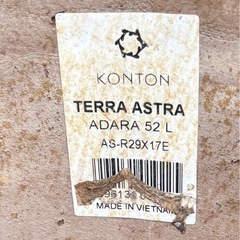 KONTON
TERRA ASTRA
ADARA 52 L
AS-R29X17E
MADE IN VIETNAM